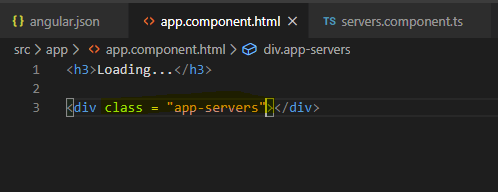 angular.json <> app.component.html × TS servers.component.ts
src > app > <> app.component.html > div.app-servers
1 <h3>Loading...</h3>
2
3 <div class = "app-servers"></div>